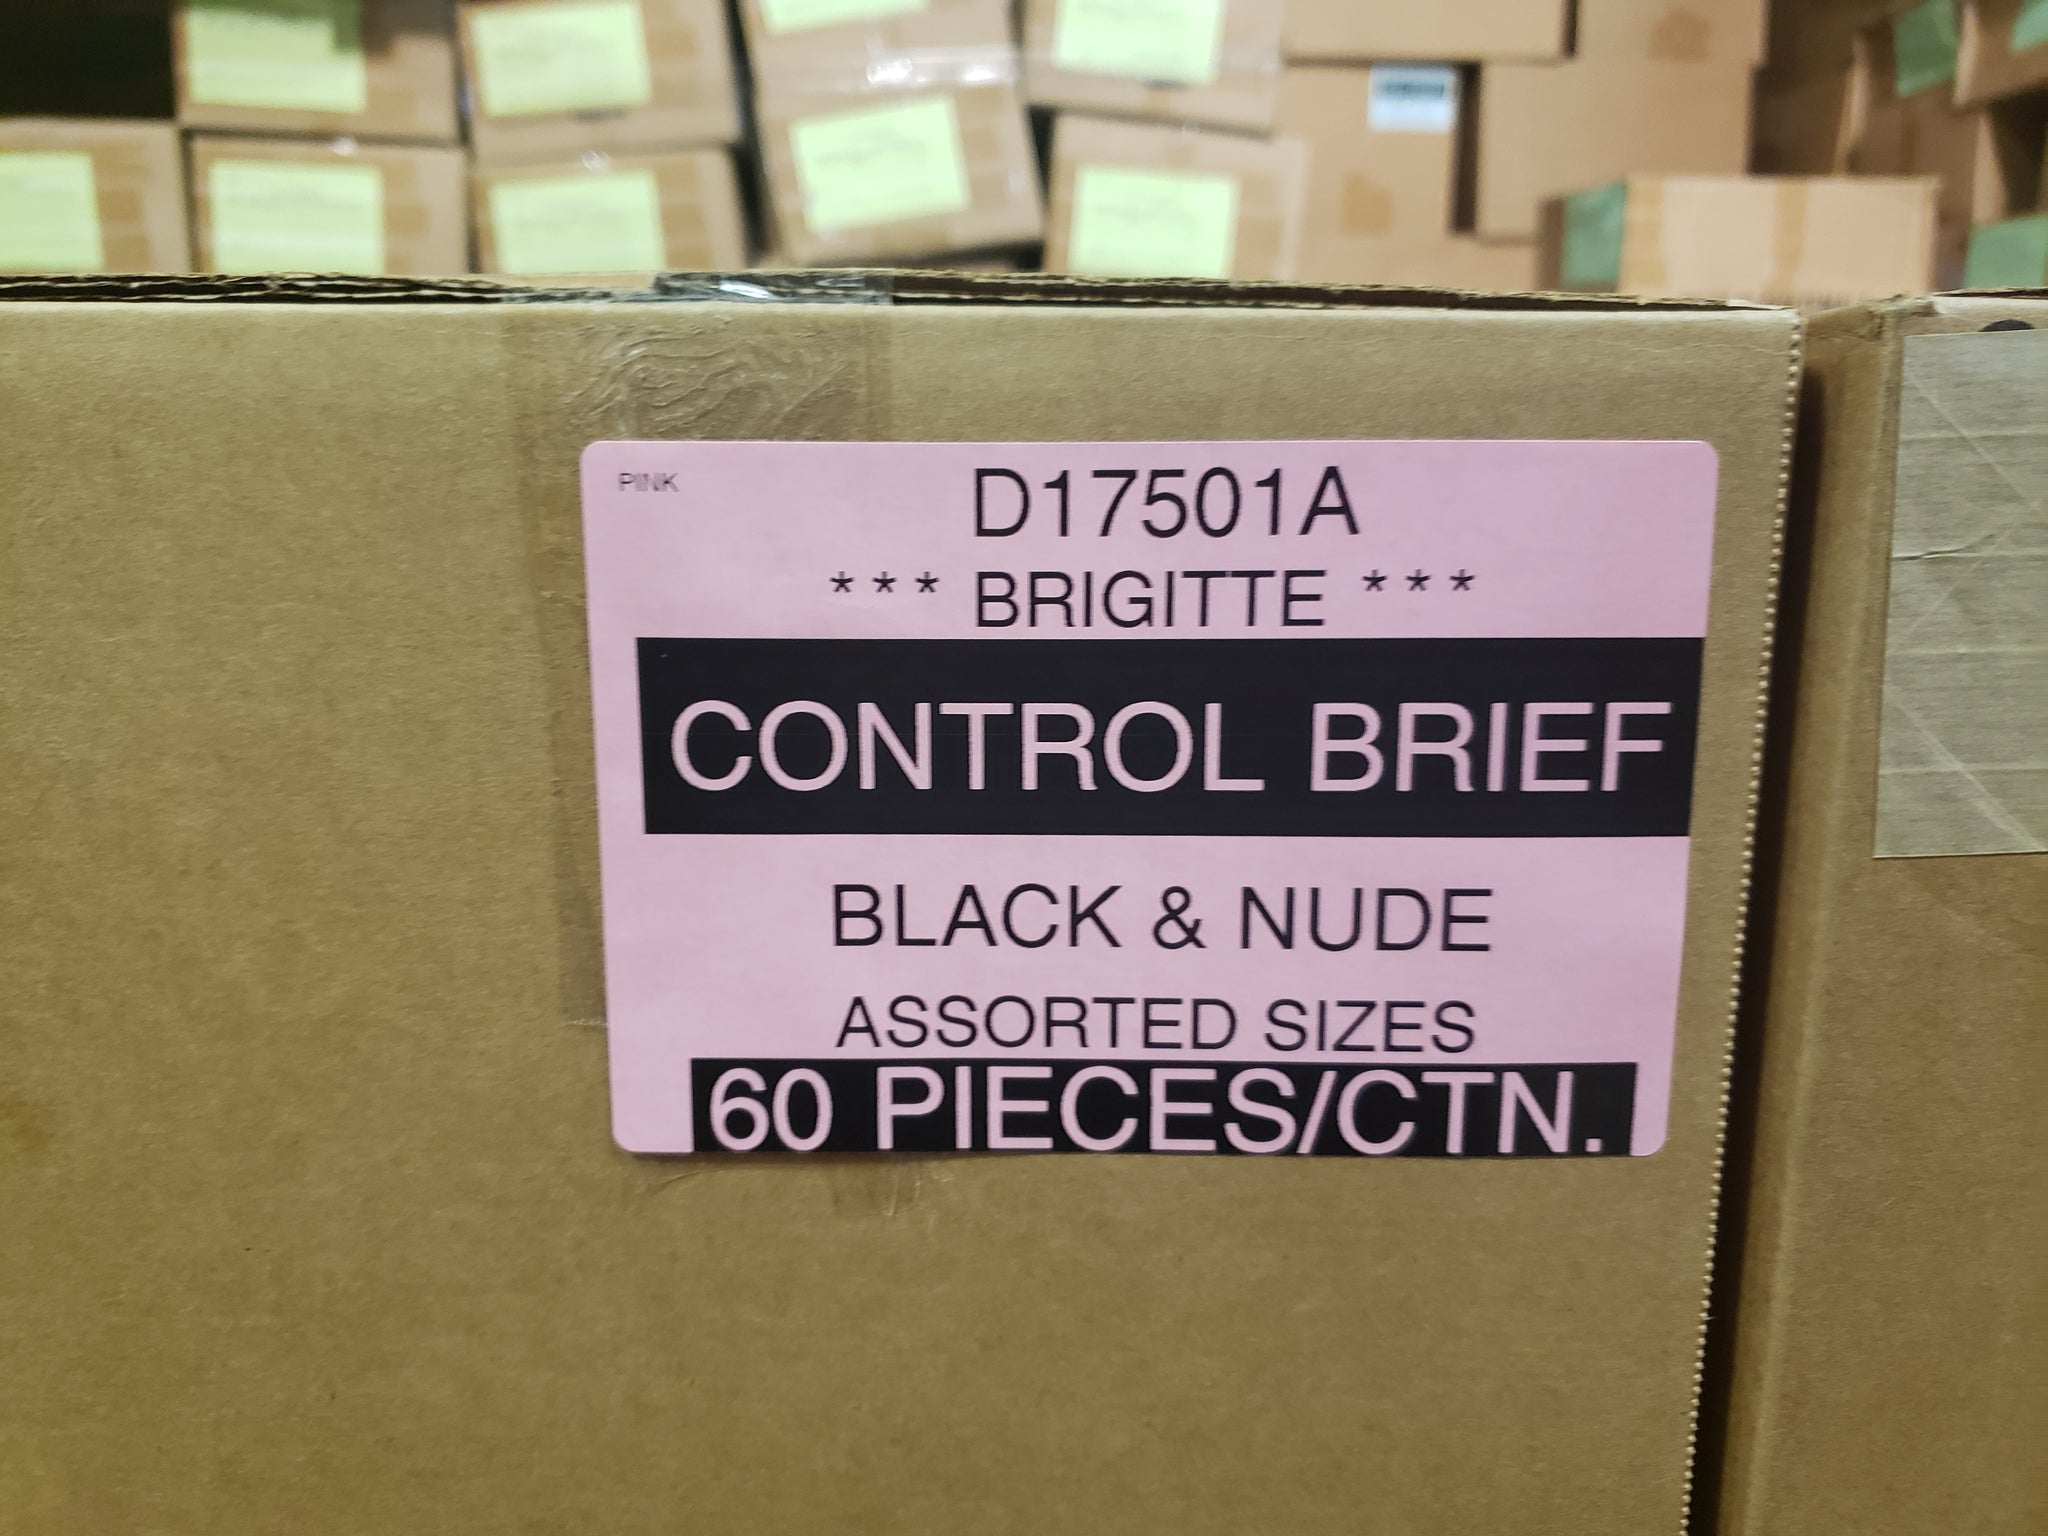 PINK
D17501A
*** BRIGITTE ***
CONTROL BRIEF
BLACK & NUDE
ASSORTED SIZES
60 PIECES/CTN.